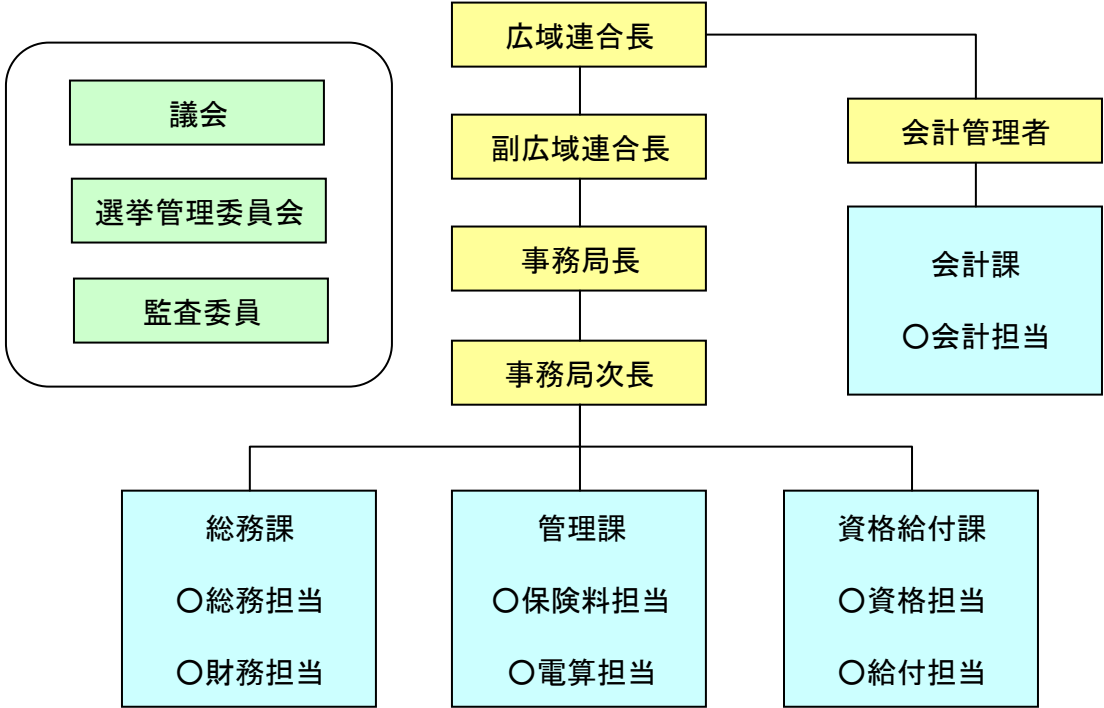 広域連合長
議会
選挙管理委員会
監査委員
副広域連合長
事務局長
事務局次長
会計管理者
会計課
〇会計担当
総務課
〇総務担当
〇財務担当
管理課
〇保険料担当
〇電算担当
資格給付課
〇資格担当
〇給付担当